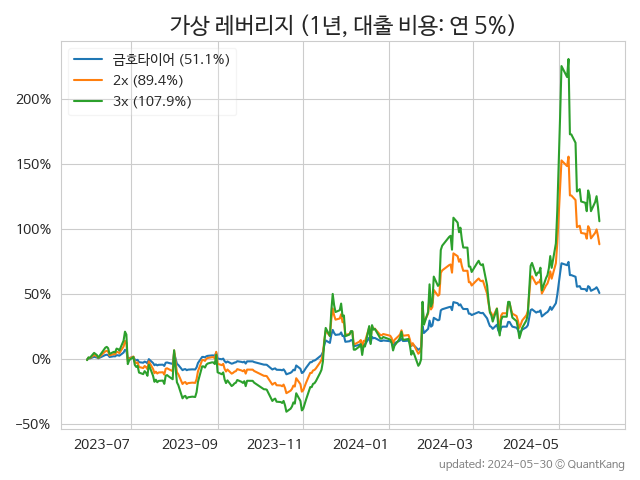 가상 레버리지 (1년, 대출 비용: 연 5%)
금호타이어 (51.1%)
2x (89.4%)
3x (107.9%)
200%
150%
100%
50%
0%
−50%
2023-07 2023-09 2023-11 2024-01 2024-03 2024-05
updated: 2024-05-30 © QuantKang